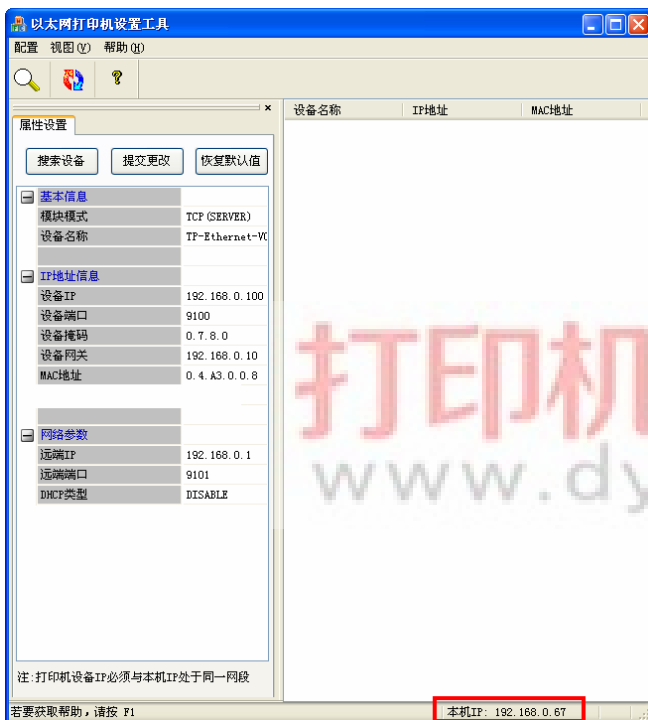 以太网打印机设置工具
配置 视图(V) 帮助(H)
属性设置
搜索设备 提交更改 恢复默认值
基本信息
模块模式 TCP(SERVER)
设备名称 TP-Ethernet-V
IP地址信息
设备IP 192.168.0.100
设备端口 9100
设备掩码 0.7.8.0
设备网关 192.168.0.10
MAC地址 0.4.A3.0.0.8
网络参数
远端IP 192.168.0.1
远端端口 9101
DHCP类型 DISABLE
注:打印机设备IP必须与本机IP处于同一网段
设备名称 IP地址 MAC地址
打印机
www.dy
若要获取帮助，请按 F1 本机IP: 192.168.0.67